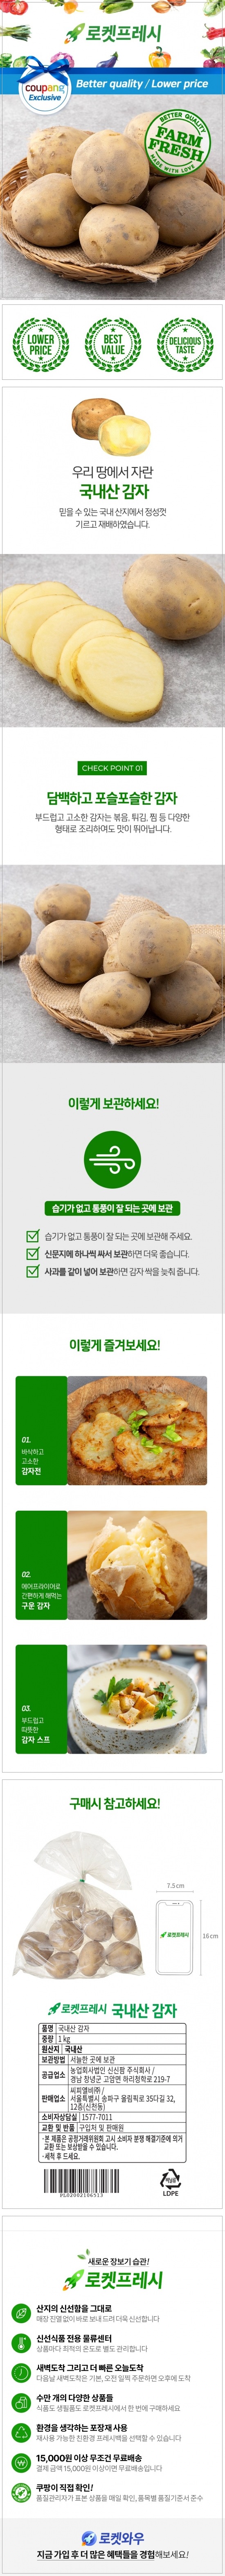 로켓프레시
coupang
Exclusive
Better quality / Lower price
BETTER QUALITY
FARM
FRESH
MADE WITH LOVE
LOWER
PRICE
BEST
VALUE
DELICIOUS
TASTE
우리 땅에서 자란
국내산 감자
믿을 수 있는 국내 산지에서 정성껏
기르고 재배하였습니다.
CHECK POINT 01
담백하고 포슬포슬한 감자
부드럽고 고소한 감자는 볶음, 튀김, 찜 등 다양한
형태로 조리하여도 맛이 뛰어납니다.
이렇게 보관하세요!
습기가 없고 통풍이 잘 되는 곳에 보관
습기가 없고 통풍이 잘 되는 곳에 보관해 주세요.
신문지에 하나씩 싸서 보관하면 더욱 좋습니다.
사과를 같이 넣어 보관하면 감자 싹을 늦춰 줍니다.
이렇게 즐겨보세요!
01.
바삭하고
고소한
감자전
02.
에어프라이어로
간편하게 해먹는
구운 감자
03.
부드럽고
따뜻한
감자 스프
구매시 참고하세요!
7.5cm
로켓프레시
16cm
로켓프레시 국내산 감자
품명 국내산 감자
중량 1 kg
원산지 국내산
보관방법 서늘한 곳에 보관
공급업소 농업회사법인 신신팜 주식회사 /
경남 창녕군 고암면 하리청학로 219-7
판매업소 씨피엘비㈜ /
서울특별시 송파구 올림픽로 35다길 32,
12층(신천동)
소비자상담실 1577-7011
교환 및 반품 구입처 및 판매원
·본 제품은 공정거래위원회 고시 소비자 분쟁 해결기준에 의거
교환 또는 보상받을 수 있습니다.
·세척 후 드세요.
비닐류
LDPE
새로운 장보기 습관!
로켓프레시
산지의 신선함을 그대로
매장 진열 없이 바로 보내 드려 더욱 신선합니다
신선식품 전용 물류센터
상품마다 최적의 온도로 별도 관리합니다
새벽도착 그리고 더 빠른 오늘도착
다음날 새벽도착은 기본, 오전 일찍 주문하면 오후에 도착
수만 개의 다양한 상품들
식품도 생필품도 로켓프레시에서 한 번에 구매하세요
환경을 생각하는 포장재 사용
재사용 가능한 친환경 프레시백을 선택할 수 있습니다
15,000원 이상 무조건 무료배송
결제 금액 15,000원 이상이면 무료배송입니다
쿠팡이 직접 확인!
품질관리자가 표본 상품을 매일 확인, 품목별 품질기준서 준수
로켓와우
지금 가입 후 더 많은 혜택들을 경험해보세요!